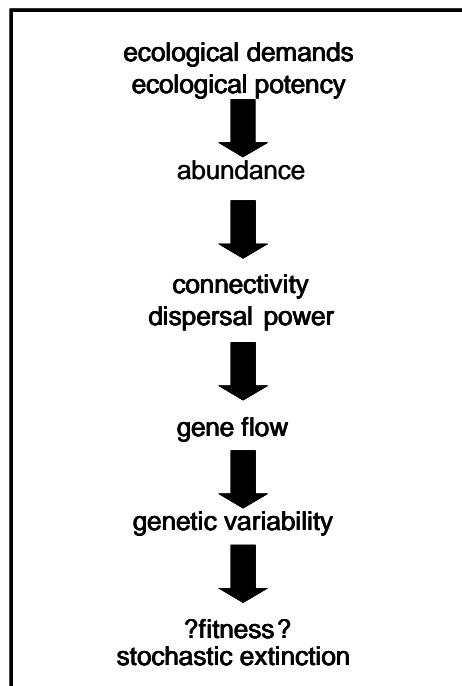 ecological demands
ecological potency
abundance
connectivity
dispersal power
gene flow
genetic variability
?fitness?
stochastic extinction